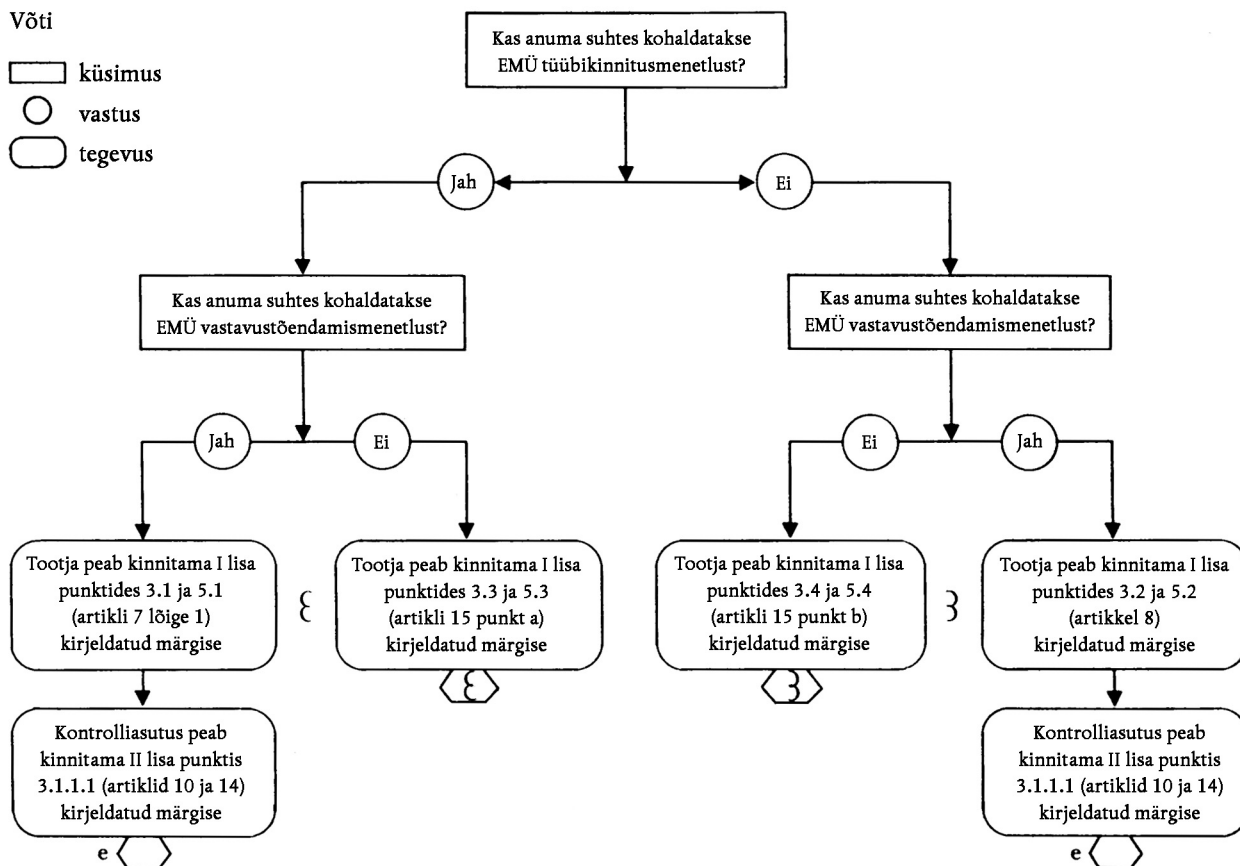 Võti
küsimus
vastus
tegevus
Kas anuma suhtes kohaldatakse
EMÜ tüübikinnitusmenetlust?
Jah
Ei
Kas anuma suhtes kohaldatakse
EMÜ vastavustõendamismenetlust?
Kas anuma suhtes kohaldatakse
EMÜ vastavustõendamismenetlust?
Jah
Ei
Ei
Jah
Tootja peab kinnitama I lisa
punktides 3.1 ja 5.1
(artikli 7 lõige 1)
kirjeldatud märgise
Tootja peab kinnitama I lisa
punktides 3.3 ja 5.3
(artikli 15 punkt a)
kirjeldatud märgise
Tootja peab kinnitama I lisa
punktides 3.4 ja 5.4
(artikli 15 punkt b)
kirjeldatud märgise
Tootja peab kinnitama I lisa
punktides 3.2 ja 5.2
(artikkel 8)
kirjeldatud märgise
Kontrolliasutus peab
kinnitama II lisa punktis
3.1.1.1 (artiklid 10 ja 14)
kirjeldatud märgise
e
Kontrolliasutus peab
kinnitama II lisa punktis
3.1.1.1 (artiklid 10 ja 14)
kirjeldatud märgise
e